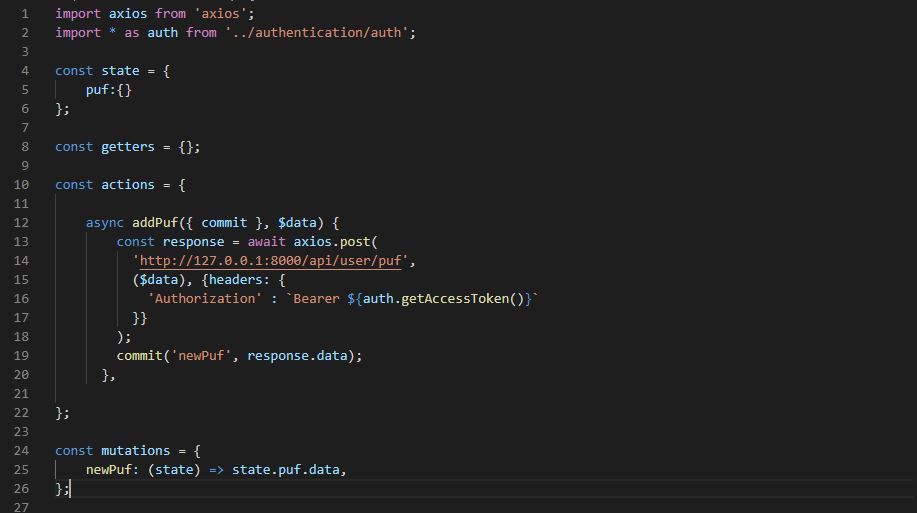 1 import axios from 'axios';
2 import * as auth from '../authentication/auth';
3
4 const state = {
5     puf:{}
6 };
7
8 const getters = {};
9
10 const actions = {
11
12     async addPuf({ commit }, $data) {
13         const response = await axios.post(
14           'http://127.0.0.1:8000/api/user/puf',
15           ($data), {headers: {
16             'Authorization' : `Bearer ${auth.getAccessToken()}`
17           }}
18         );
19         commit('newPuf', response.data);
20       },
21
22 };
23
24 const mutations = {
25     newPuf: (state) => state.puf.data,
26 };
27